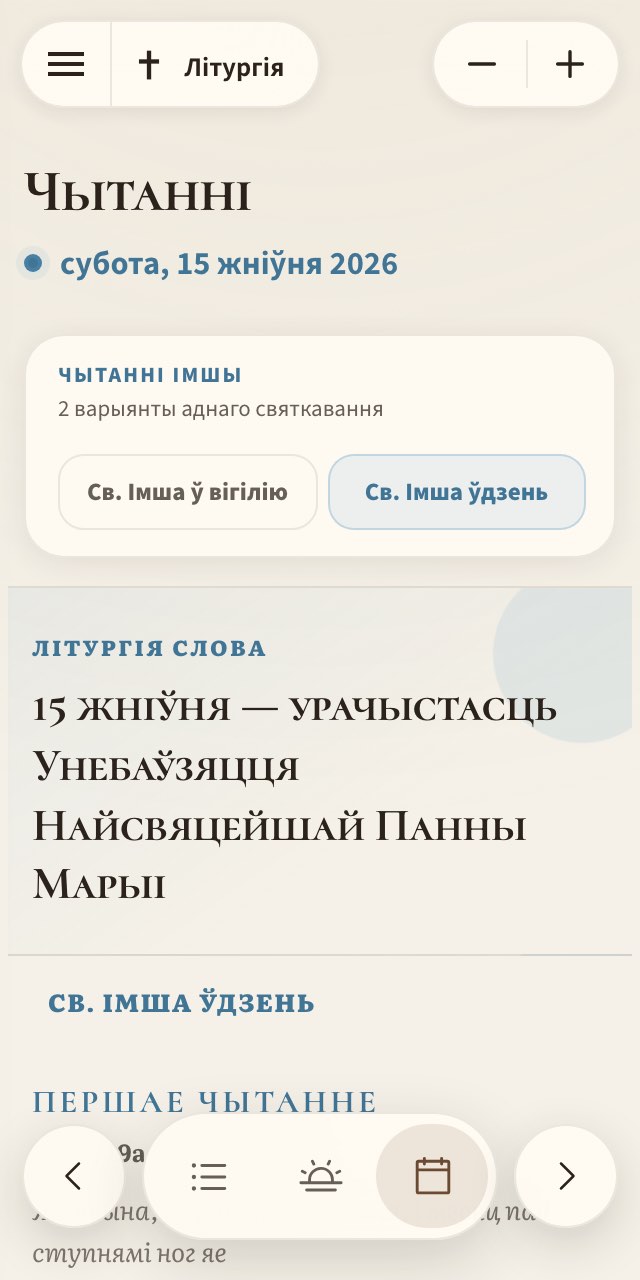 Літургія
Чытанні
субота, 15 жніўня 2026
ЧЫТАННІ ІМШЫ
2 варыянты аднаго святкавання
Св. Імша ў вігілію
Св. Імша ўдзень
ЛІТУРГІЯ СЛОВА
15 жніўня — урачыстасць
Унебаўзяцця
Найсвяцейшай Панны
Марыі
СВ. ІМША ЎДЗЕНЬ
ПЕРШАЕ ЧЫТАННЕ
9а
ступнямі ног яе